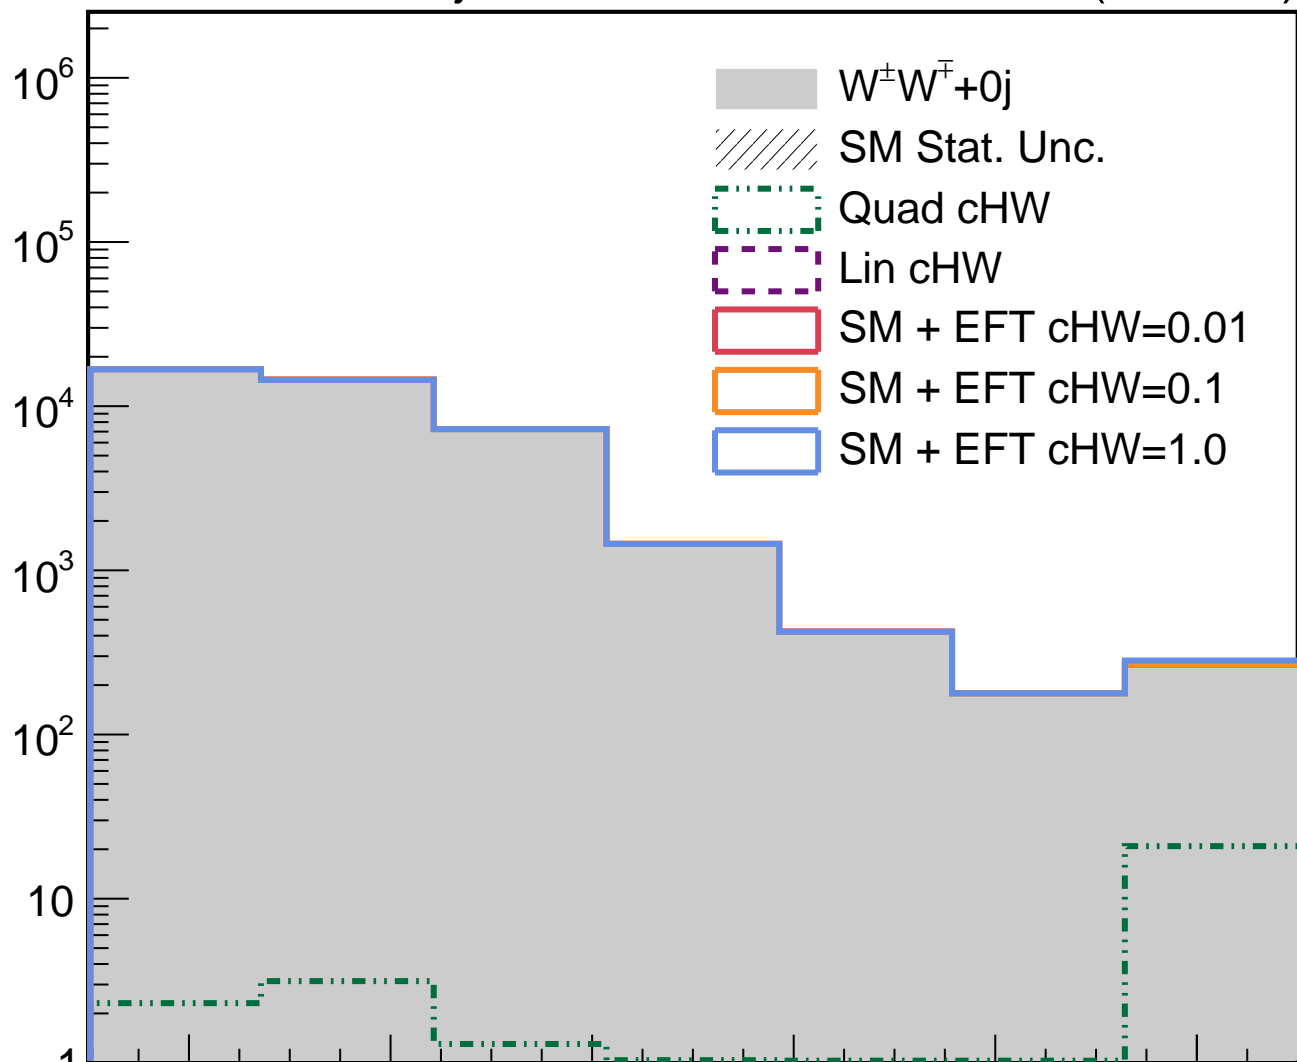 10^6
W^±W^∓+0j
SM Stat. Unc.
Quad cHW
10^5
Lin cHW
SM + EFT cHW=0.01
SM + EFT cHW=0.1
10^4
SM + EFT cHW=1.0
10^3
10^2
10
1